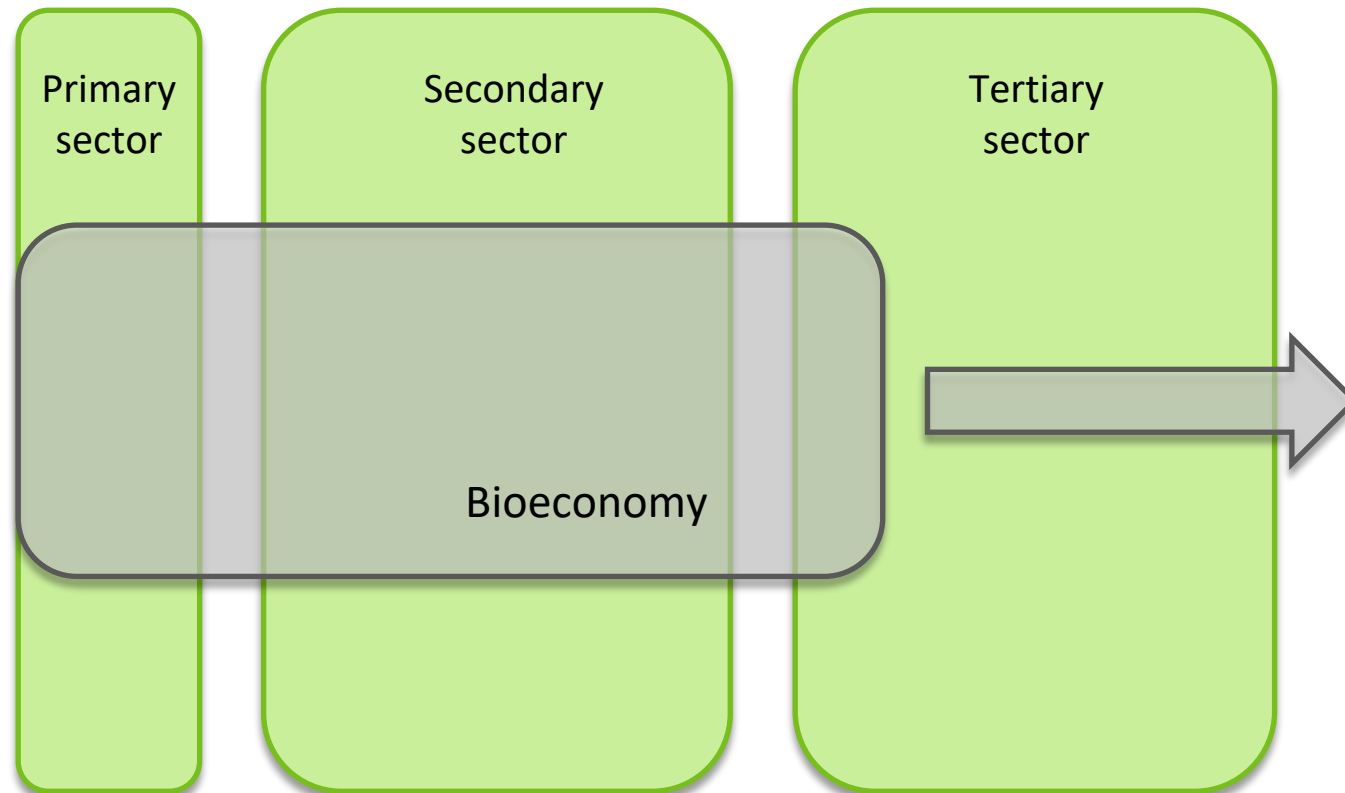 Primary
sector
Secondary
sector
Tertiary
sector
Bioeconomy